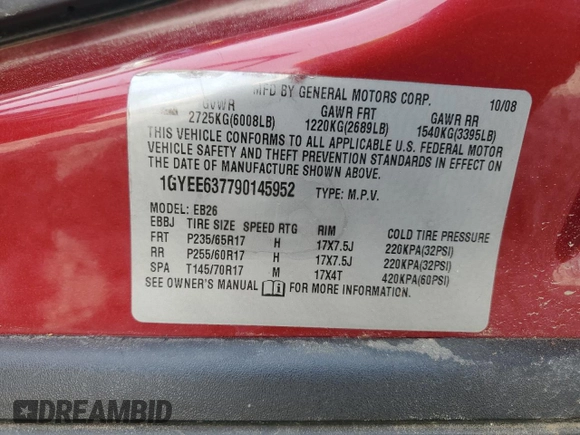 MFD BY GENERAL MOTORS CORP. 10/08
GVWR GAWR FRT GAWR RR
2725KG(6008LB) 1220KG(2689LB) 1540KG(3395LB)
THIS VEHICLE CONFORMS TO ALL APPLICABLE U.S. FEDERAL MOTOR
VEHICLE SAFETY AND THEFT PREVENTION STANDARDS IN EFFECT ON
THE DATE OF MANUFACTURE SHOWN ABOVE.
1GYEE637790145952 TYPE: M.P.V.
MODEL: EB26
EBBJ TIRE SIZE SPEED RTG RIM COLD TIRE PRESSURE
FRT P235/65R17 H 17X7.5J 220KPA(32PSI)
RR P255/60R17 H 17X7.5J 220KPA(32PSI)
SPA T145/70R17 M 17X4T 420KPA(60PSI)
SEE OWNER'S MANUAL FOR MORE INFORMATION.
DREAMBID